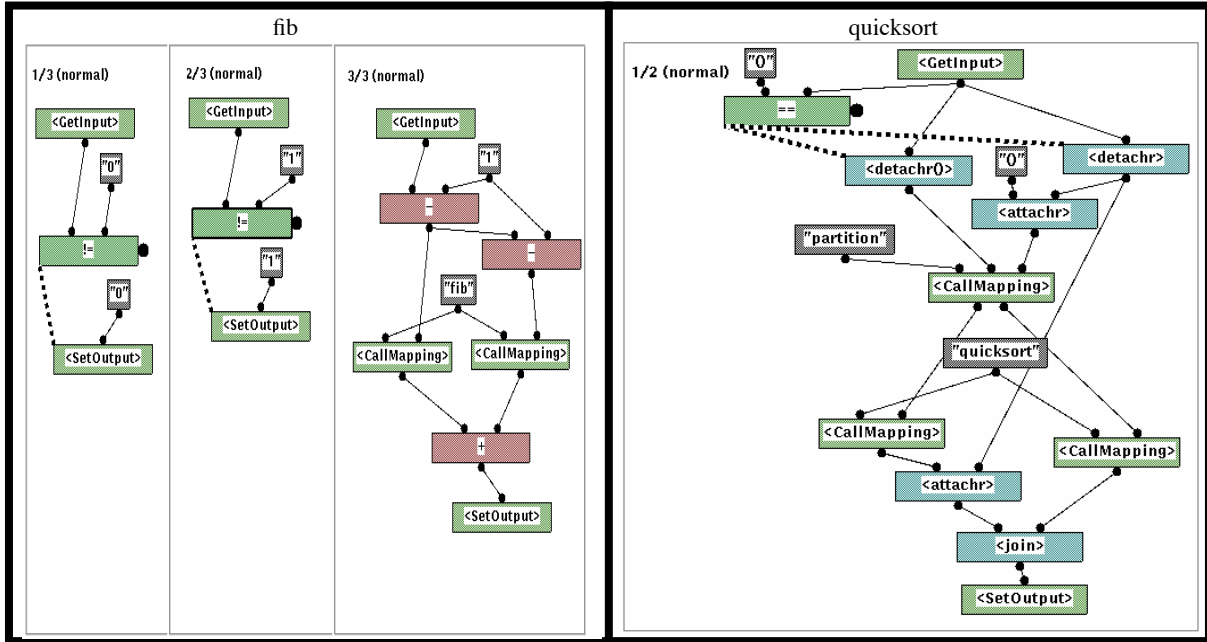 fib
1/3 (normal)
<GetInput>
"0"
!=
"0"
<SetOutput>
2/3 (normal)
<GetInput>
"1"
!=
"1"
<SetOutput>
3/3 (normal)
<GetInput>
"1"
-
-
"fib"
<CallMapping>
<CallMapping>
+
<SetOutput>
quicksort
1/2 (normal)
"()"
<GetInput>
==
<detachr()>
<detachr>
"()"
<attachr>
"partition"
<CallMapping>
"quicksort"
<CallMapping>
<CallMapping>
<attachr>
<join>
<SetOutput>